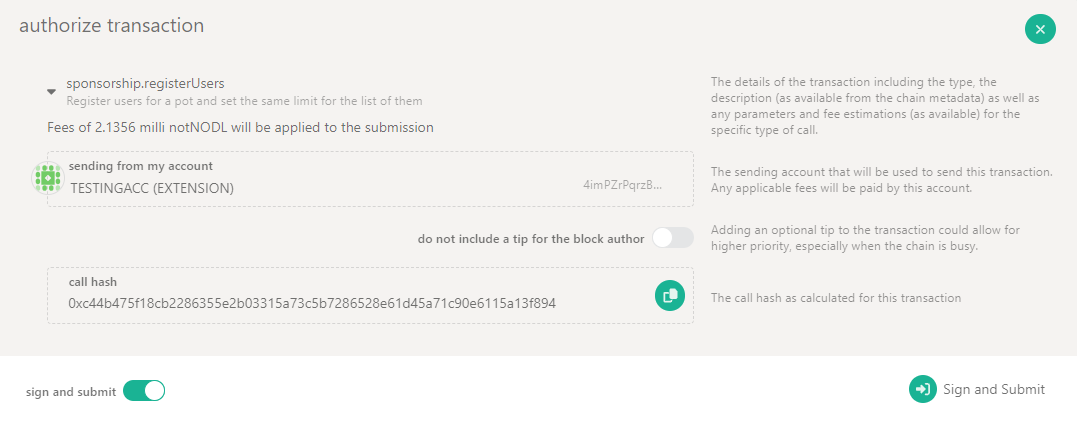 authorize transaction
sponsorship.registerUsers
Register users for a pot and set the same limit for the list of them
Fees of 2.1356 milli notNODL will be applied to the submission
The details of the transaction including the type, the
description (as available from the chain metadata) as well as
any parameters and fee estimations (as available) for the
specific type of call.
sending from my account
TESTINGACC (EXTENSION)
4imPZrPqrzB...
The sending account that will be used to send this transaction.
Any applicable fees will be paid by this account.
do not include a tip for the block author
Adding an optional tip to the transaction could allow for
higher priority, especially when the chain is busy.
call hash
0xc44b475f18cb2286355e2b03315a73c5b7286528e61d45a71c90e6115a13f894
The call hash as calculated for this transaction
sign and submit
Sign and Submit